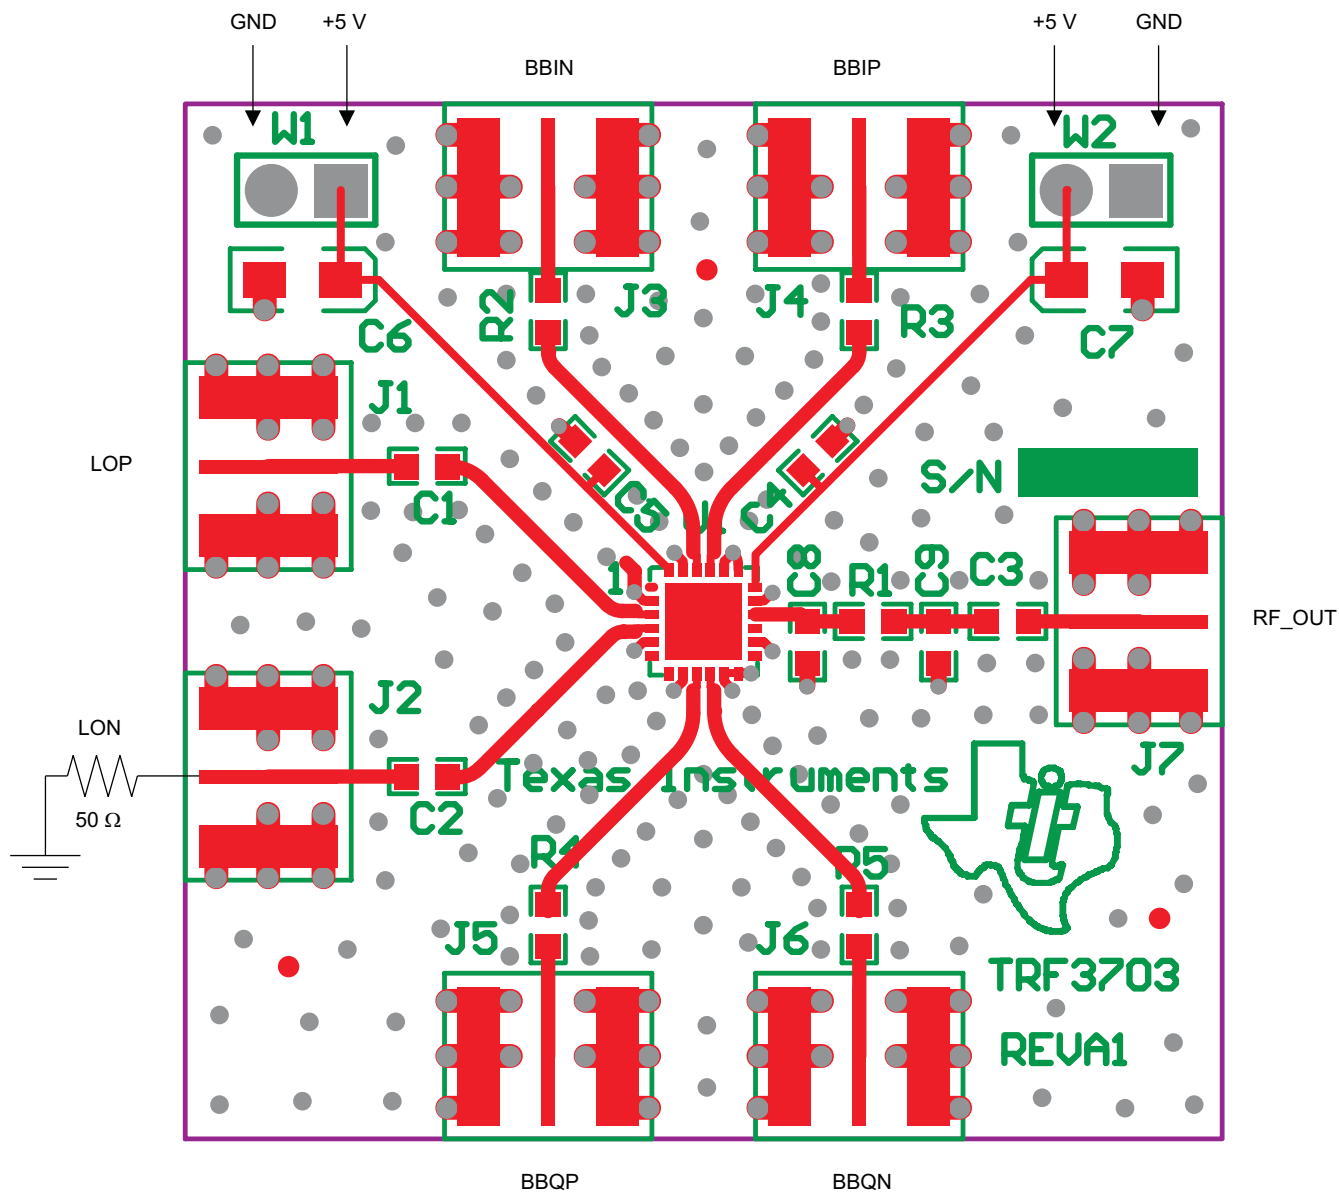 GND
+5 V
+5 V
GND
BBIN
BBIP
W1
W2
R2
J3
J4
R3
C6
C7
J1
LOP
C5
C4
S/N
C1
1
C8
R1
C9
C3
RF_OUT
J2
LON
50 Ω
C2
Texas Instruments
J7
R4
R5
J5
J6
TRF3703
REVA1
BBQP
BBQN